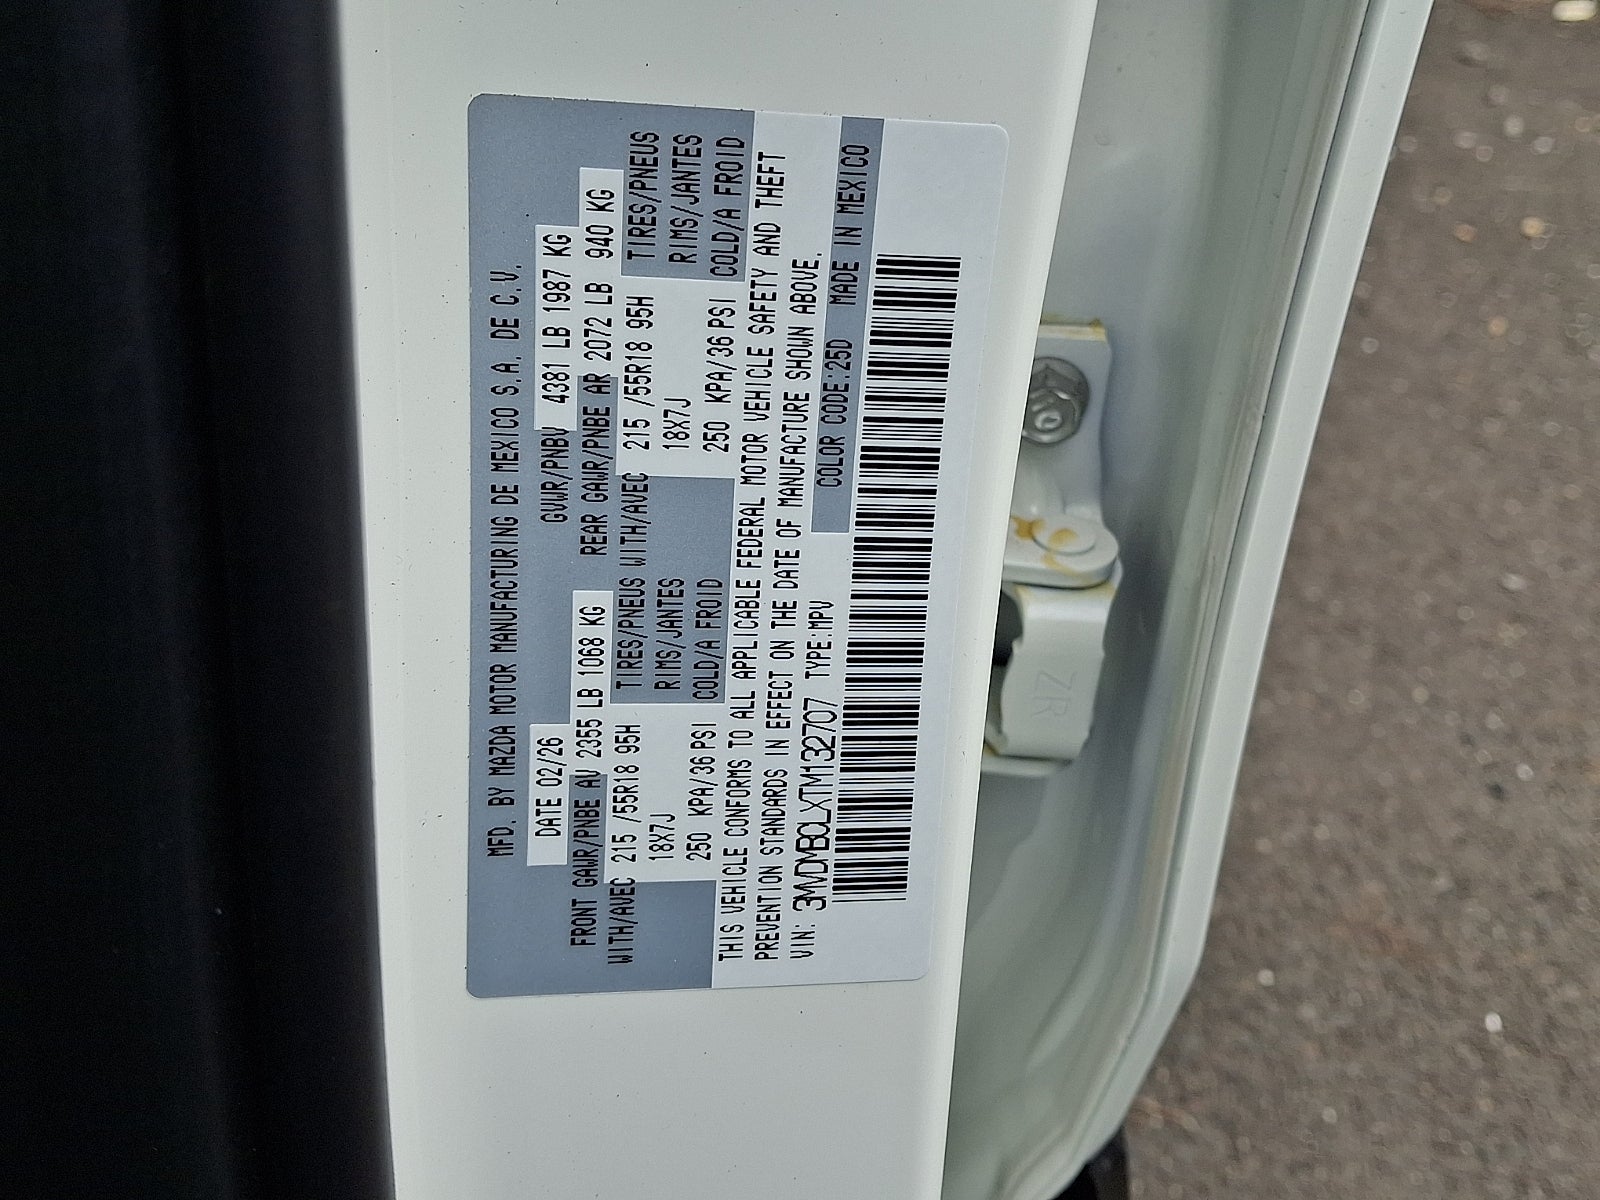 MFD. BY MAZDA MOTOR MANUFACTURING DE MEXICO S.A. DE C.V.
DATE 02/26 GVWR/PNBV 4381 LB 1987 KG
FRONT GAWR/PNBE AV 2355 LB 1068 KG REAR GAWR/PNBE AR 2072 LB 940 KG
WITH/AVEC 215 /55R18 95H TIRES/PNEUS WITH/AVEC 215 /55R18 95H TIRES/PNEUS
18X7J RIMS/JANTES 18X7J RIMS/JANTES
250 KPA/36 PSI COLD/A FROID 250 KPA/36 PSI COLD/A FROID
THIS VEHICLE CONFORMS TO ALL APPLICABLE FEDERAL MOTOR VEHICLE SAFETY AND THEFT
PREVENTION STANDARDS IN EFFECT ON THE DATE OF MANUFACTURE SHOWN ABOVE.
VIN: 3MVDMBCLXTM132707 TYPE:MPV COLOR CODE:25D MADE IN MEXICO
ZR